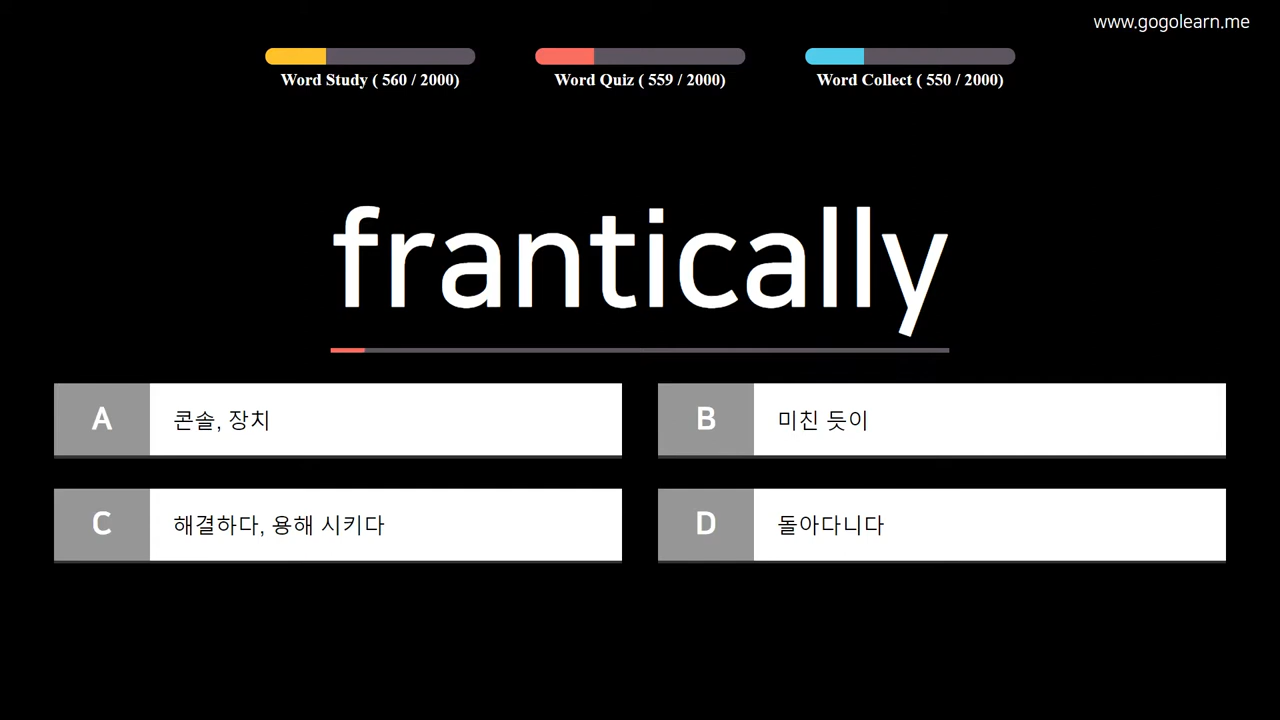 www.gogolearn.me
Word Study ( 560 / 2000)
Word Quiz ( 559 / 2000)
Word Collect ( 550 / 2000)
frantically
A 콘솔, 장치
B 미친 듯이
C 해결하다, 용해 시키다
D 돌아다니다